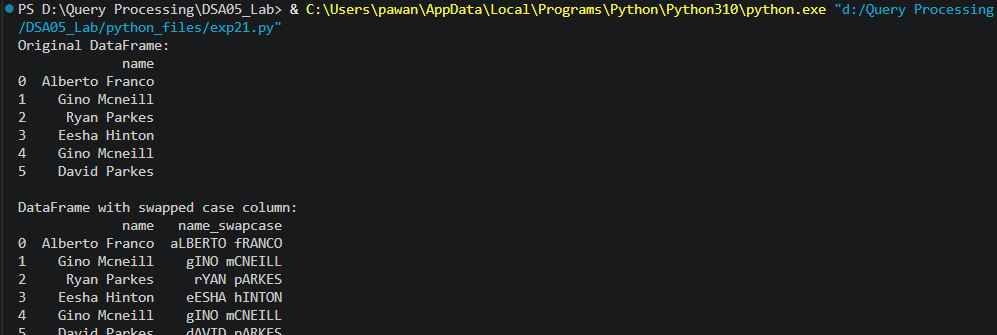 PS D:\Query Processing\DSA05_Lab> & C:\Users\pawan\AppData\Local\Programs\Python\Python310\python.exe "d:/Query Processing
/DSA05_Lab/python_files/exp21.py"
Original DataFrame:
name
0 Alberto Franco
1 Gino Mcneill
2 Ryan Parkes
3 Eesha Hinton
4 Gino Mcneill
5 David Parkes
DataFrame with swapped case column:
name name_swapcase
0 Alberto Franco aLBERTO fRANCO
1 Gino Mcneill gINO mCNEILL
2 Ryan Parkes rYAN pARKES
3 Eesha Hinton eESHA hINTON
4 Gino Mcneill gINO mCNEILL
5 David Parkes dAVID pARKES